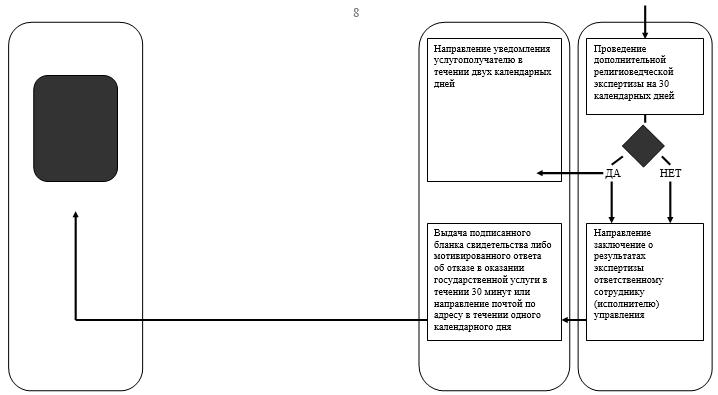 8
Направление уведомления
услугополучателю в
течении двух календарных
дней
Проведение
дополнительной
религиоведческой
экспертизы на 30
календарных дней
ДА
НЕТ
Выдача подписанного
бланка свидетельства либо
мотивированного ответа
об отказе в оказании
государственной услуги в
течении 30 минут или
направление почтой по
адресу в течении одного
календарного дня
Направление
заключение о
результатах
экспертизы
ответственному
сотруднику
(исполнителю)
управления